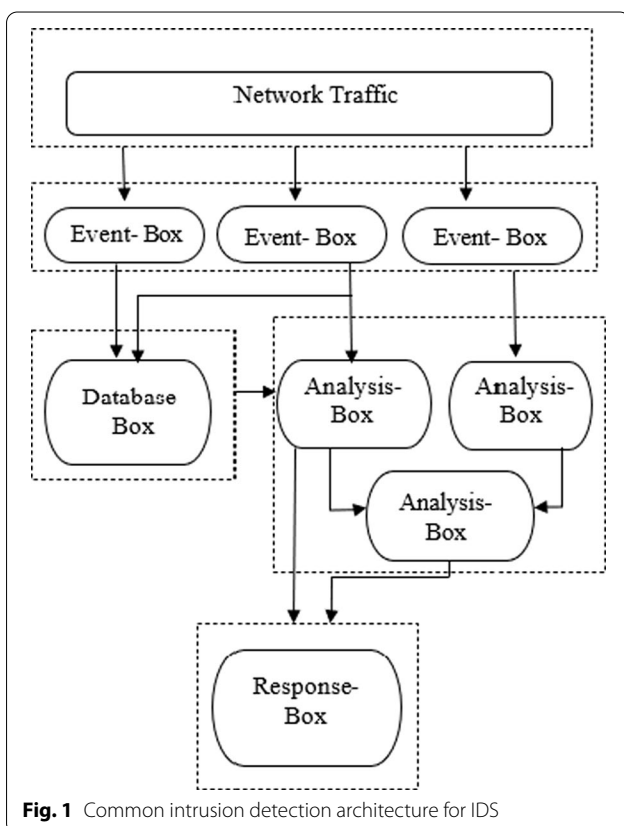 Network Traffic
Event- Box
Event- Box
Event- Box
Database
Box
Analysis-
Box
Analysis-
Box
Analysis-
Box
Response-
Box
Fig. 1 Common intrusion detection architecture for IDS